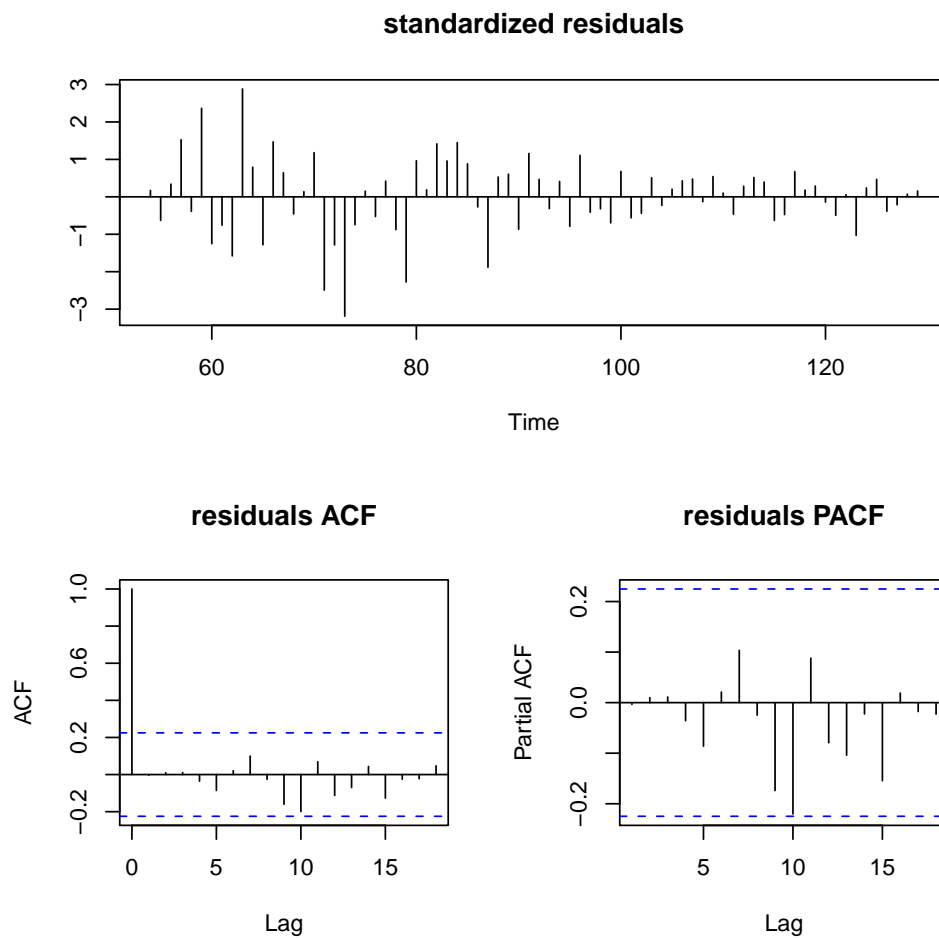 standardized residuals
3
2
1
−1
−3
60 80 100 120
Time
residuals ACF
ACF
1.0
0.6
0.2
−0.2
0 5 10 15
Lag
residuals PACF
Partial ACF
0.2
0.0
−0.2
5 10 15
Lag